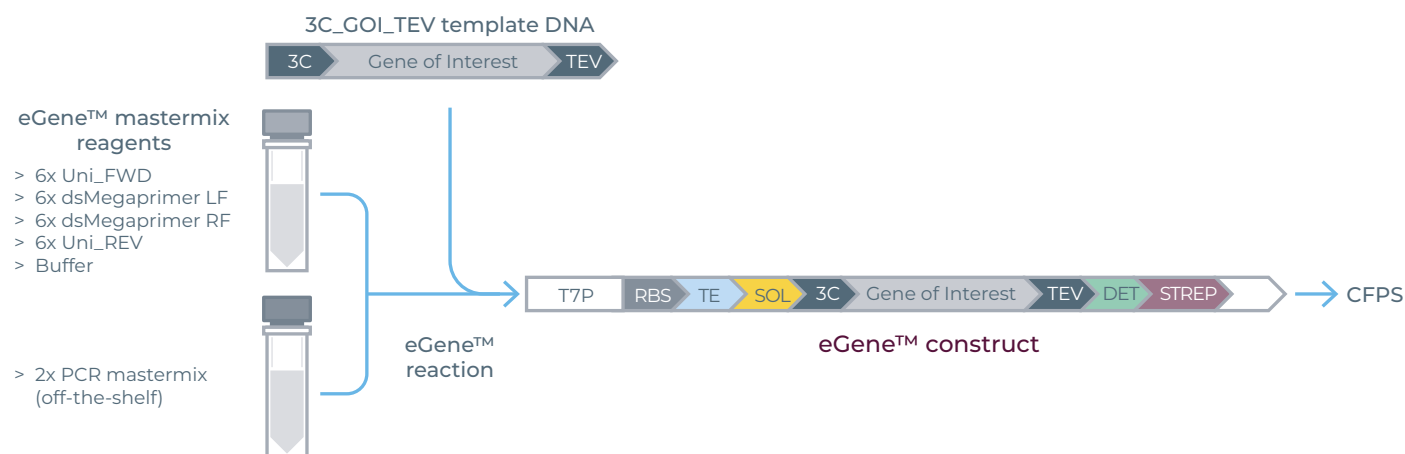 3C_GOI_TEV template DNA
3C Gene of Interest TEV
eGene™ mastermix
reagents
> 6x Uni_FWD
> 6x dsMegaprimer LF
> 6x dsMegaprimer RF
> 6x Uni_REV
> Buffer
T7P RBS TE SOL 3C Gene of Interest TEV DET STREP
CFPS
eGene™
reaction
eGene™ construct
> 2x PCR mastermix
(off-the-shelf)